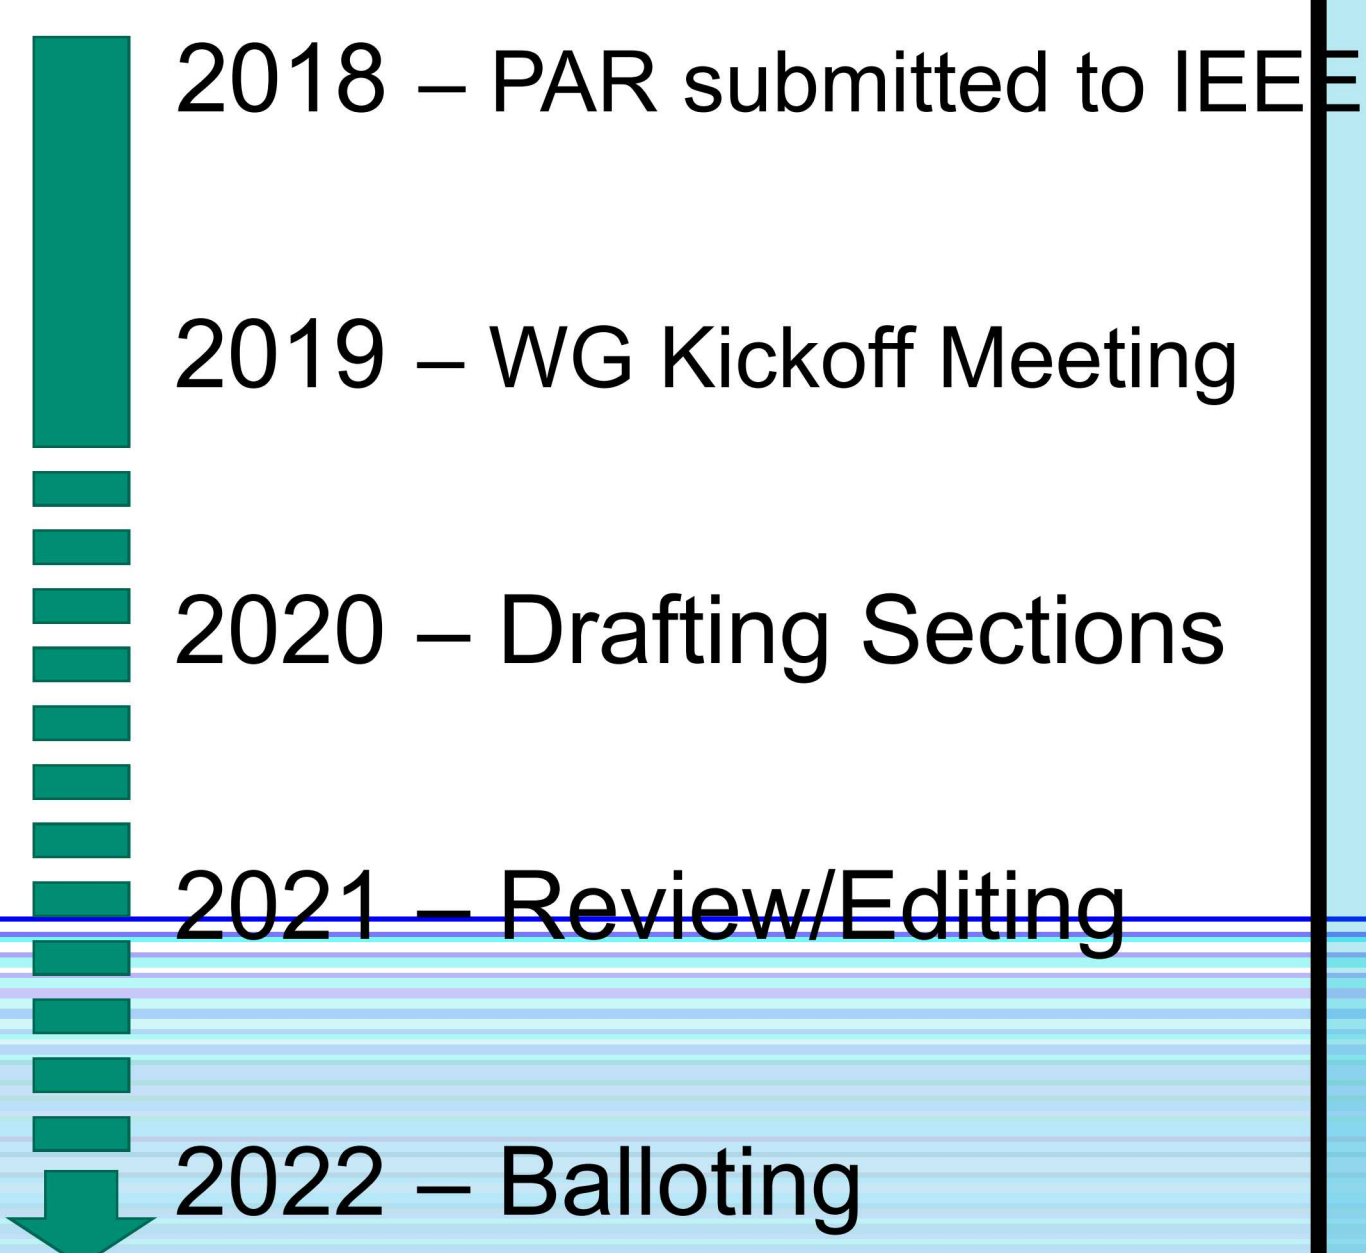 2018 – PAR submitted to IEEE
2019 – WG Kickoff Meeting
2020 – Drafting Sections
2021 – Review/Editing
2022 – Balloting